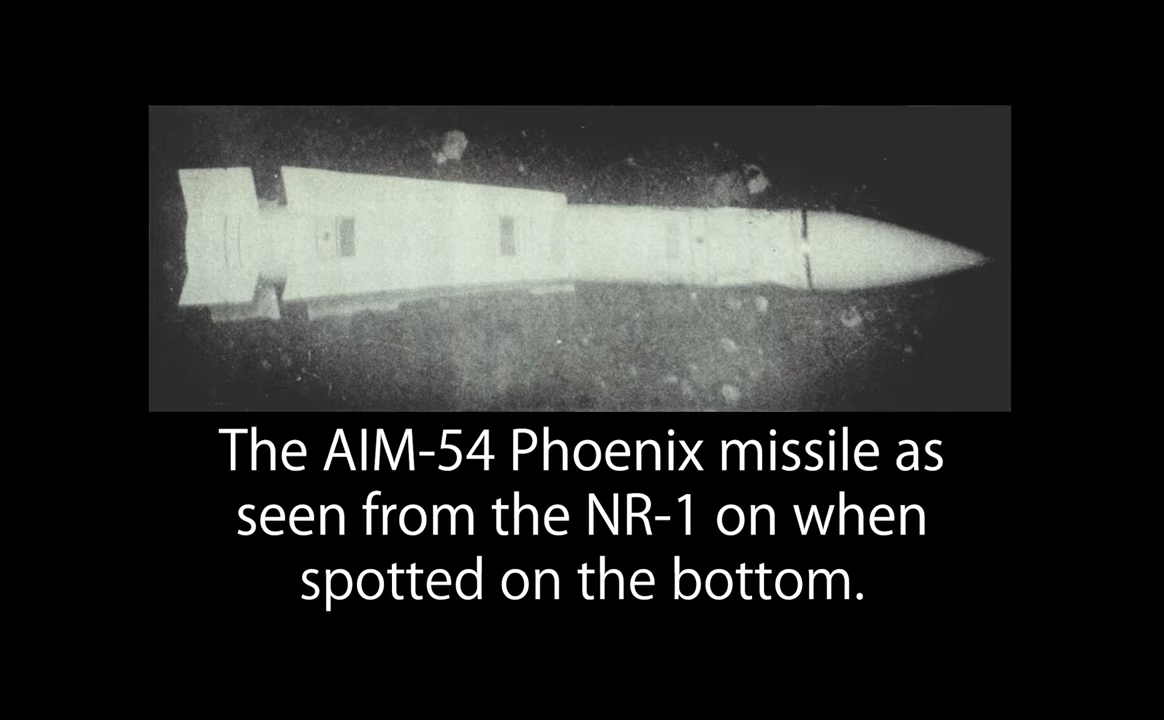 The AIM-54 Phoenix missile as
seen from the NR-1 on when
spotted on the bottom.